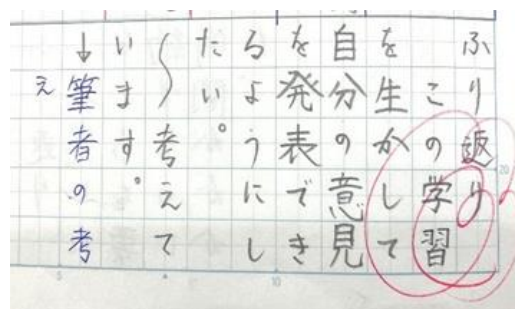 ふり返り
この学習
を生かして
自分の意見
を発表でき
るようにし
たい。
〜考えて
います。
↓筆者の考
え